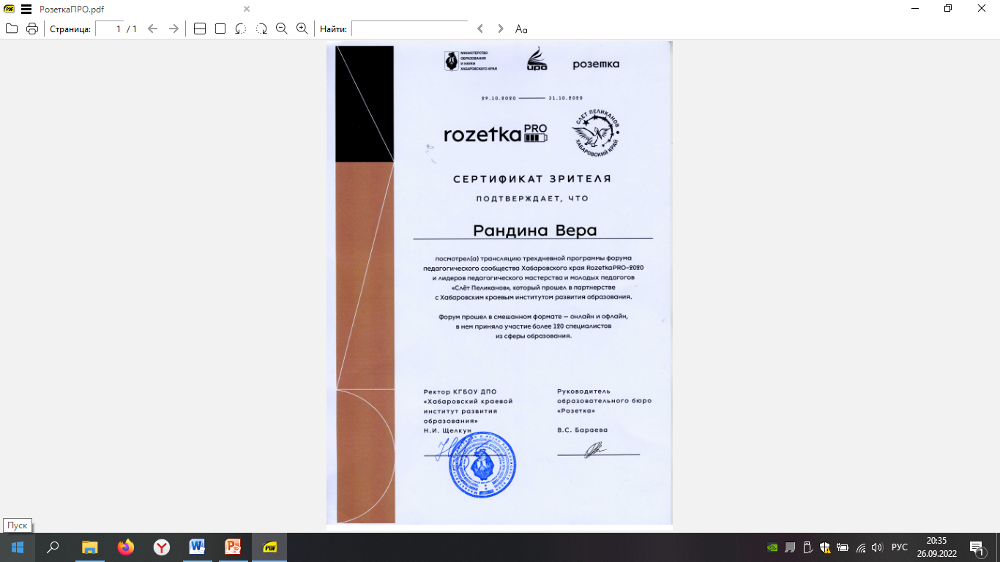 РозеткаПРО.pdf
Страница: 1 / 1
Найти:
МИНИСТЕРСТВО
ОБРАЗОВАНИЯ
И НАУКИ
ХАБАРОВСКОГО КРАЯ
иро
розетка
29.10.2020 31.10.2020
rozetka PRO
СЛЕТ ПЕЛИКАНОВ
ХАБАРОВСКИЙ КРАЙ
СЕРТИФИКАТ ЗРИТЕЛЯ
ПОДТВЕРЖДАЕТ, ЧТО
Рандина Вера
посмотрел(а) трансляцию трехдневной программы форума
педагогического сообщества Хабаровского края RozetkaPRO-2020
и лидеров педагогического мастерства и молодых педагогов
«Слёт Пеликанов», который прошел в партнерстве
с Хабаровским краевым институтом развития образования.
Форум прошел в смешанном формате — онлайн и офлайн,
в нем приняло участие более 120 специалистов
из сферы образования.
Ректор КГБОУ ДПО
«Хабаровский краевой
институт развития
образования»
Н.И. Щелкун
Руководитель
образовательного бюро
«Розетка»
В.С. Бараева
Пуск
РУС
20:35
26.09.2022